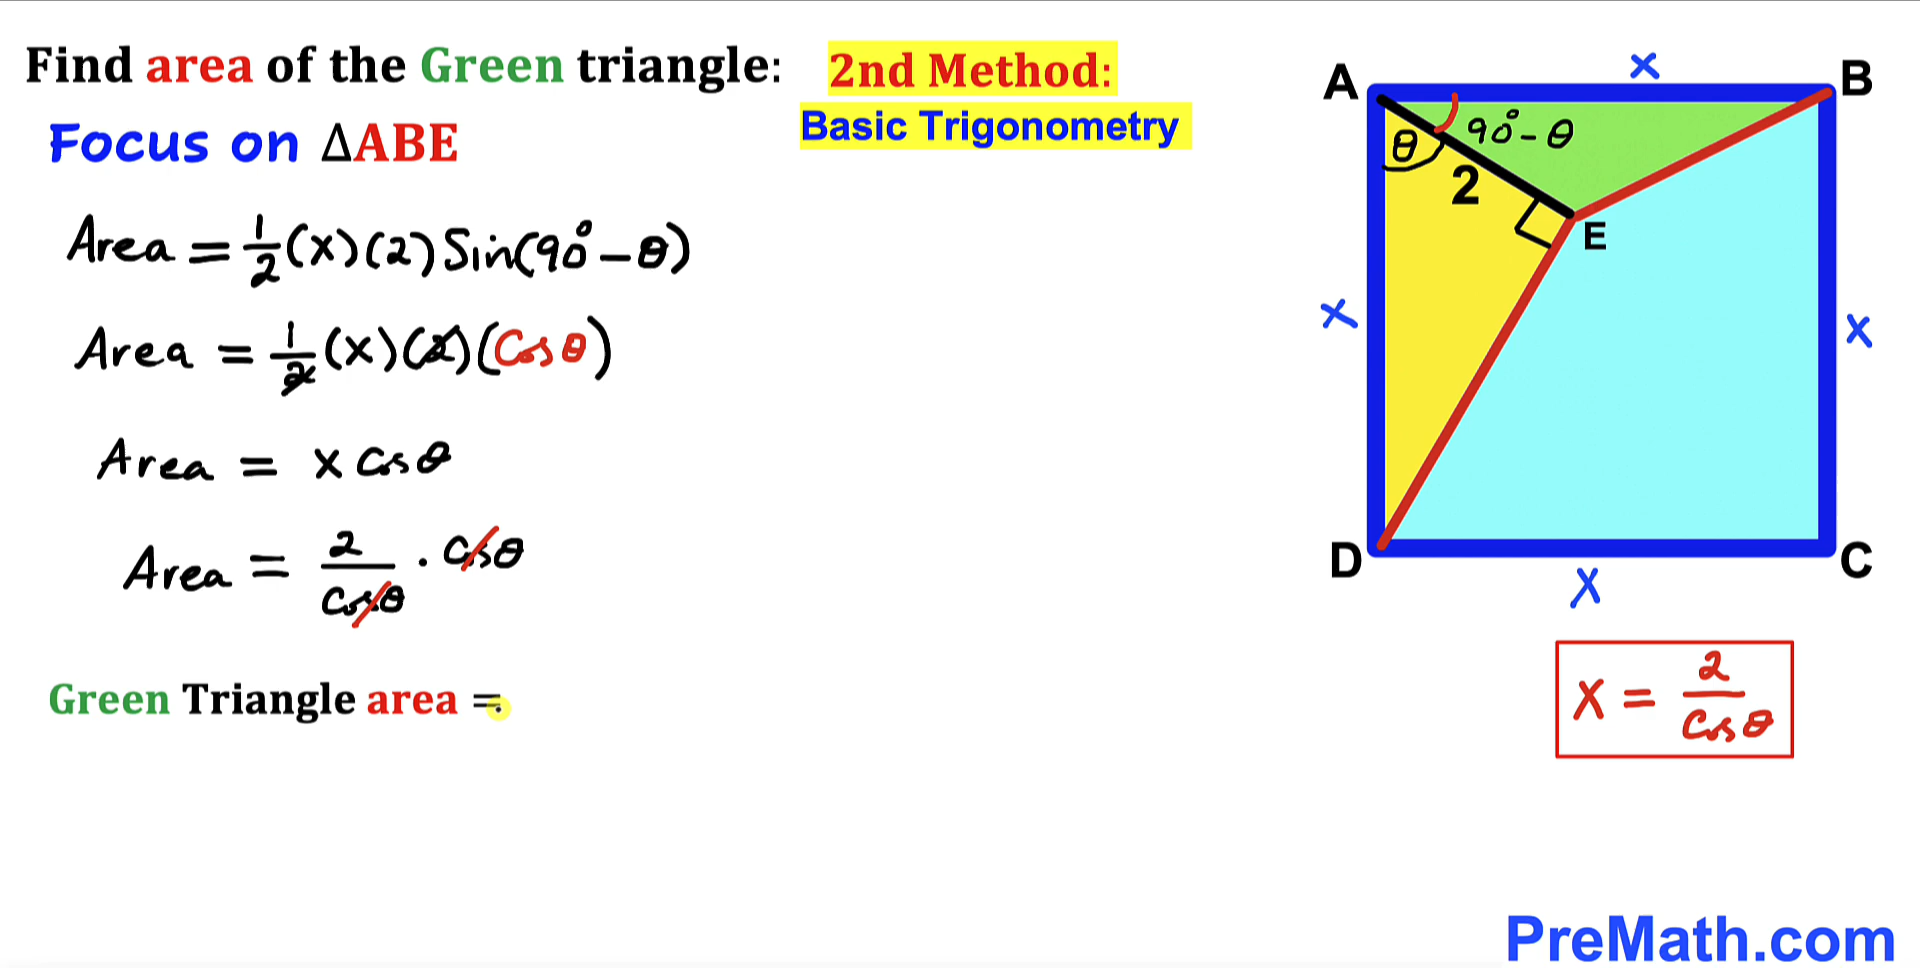 Find area of the Green triangle:
2nd Method:
Basic Trigonometry
Focus on ΔABE
Area = 1/2 (x)(2) Sin(90° – θ)
Area = 1/2 (x)(2)(Cos θ)
Area = x Cos θ
Area = 2/Cos θ · Cos θ
Green Triangle area =
A
x
B
90° – θ
θ
2
E
x
x
D
C
x
x = 2/Cos θ
PreMath.com